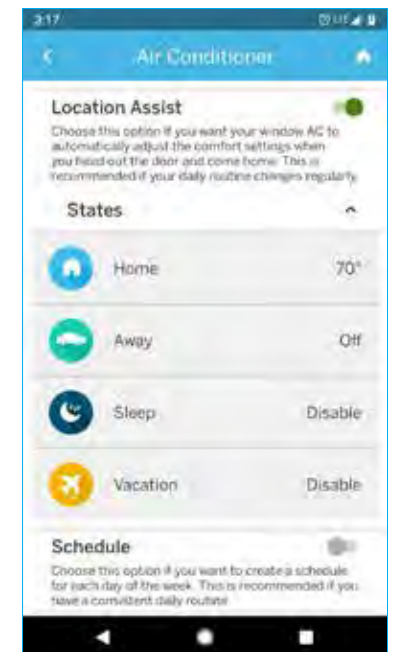 3:17 LTE
Air Conditioner
Location Assist
Choose this option if you want your window AC to
automatically adjust the comfort settings when
you head out the door and come home. This is
recommended if your daily routine changes regularly.
States
Home 70°
Away Off
Sleep Disable
Vacation Disable
Schedule
Choose this option if you want to create a schedule
for each day of the week. This is recommended if you
have a consistent daily routine